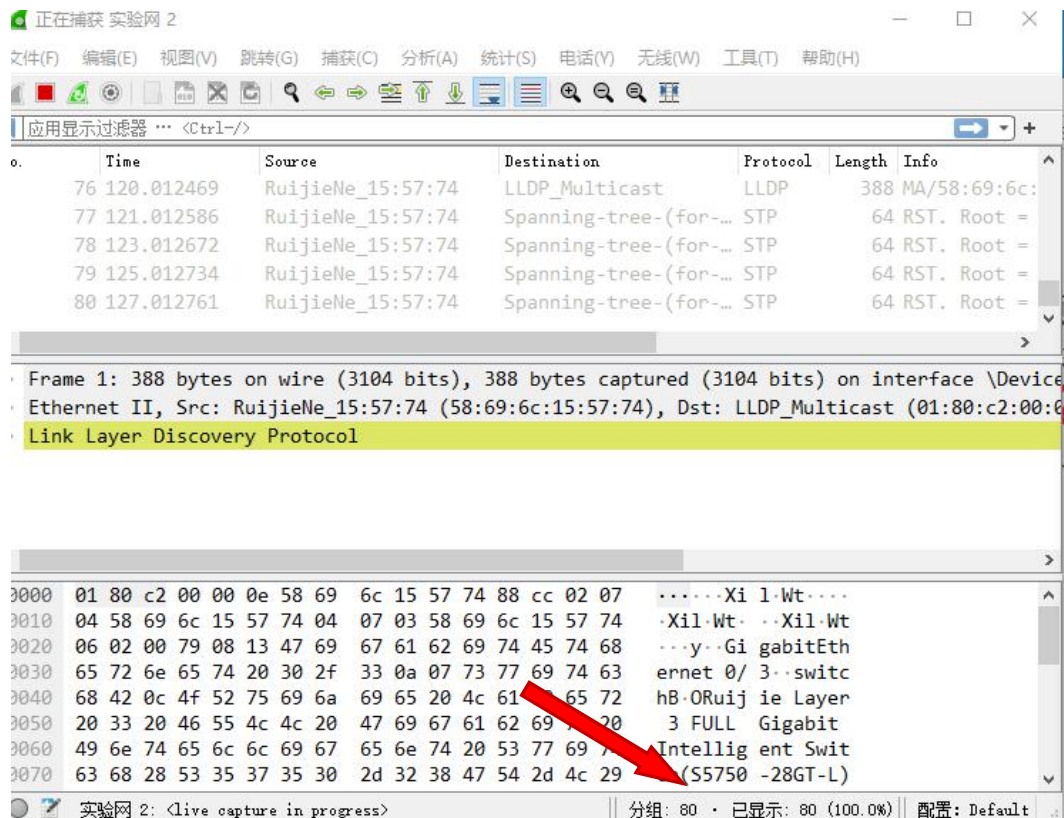 正在捕获 实验网 2
文件(F) 编辑(E) 视图(V) 跳转(G) 捕获(C) 分析(A) 统计(S) 电话(Y) 无线(W) 工具(T) 帮助(H)
应用显示过滤器 … <Ctrl-/>
o. Time Source Destination Protocol Length Info
76 120.012469 RuijieNe_15:57:74 LLDP_Multicast LLDP 388 MA/58:69:6c:
77 121.012586 RuijieNe_15:57:74 Spanning-tree-(for-… STP 64 RST. Root =
78 123.012672 RuijieNe_15:57:74 Spanning-tree-(for-… STP 64 RST. Root =
79 125.012734 RuijieNe_15:57:74 Spanning-tree-(for-… STP 64 RST. Root =
80 127.012761 RuijieNe_15:57:74 Spanning-tree-(for-… STP 64 RST. Root =
Frame 1: 388 bytes on wire (3104 bits), 388 bytes captured (3104 bits) on interface \Device
Ethernet II, Src: RuijieNe_15:57:74 (58:69:6c:15:57:74), Dst: LLDP_Multicast (01:80:c2:00:0
Link Layer Discovery Protocol
0000 01 80 c2 00 00 0e 58 69 6c 15 57 74 88 cc 02 07 ······Xi l·Wt····
0010 04 58 69 6c 15 57 74 04 07 03 58 69 6c 15 57 74 ·Xil·Wt· ··Xil·Wt
0020 06 02 00 79 08 13 47 69 67 61 62 69 74 45 74 68 ···y··Gi gabitEth
0030 65 72 6e 65 74 20 30 2f 33 0a 07 73 77 69 74 63 ernet 0/ 3··switc
0040 68 42 0c 4f 52 75 69 6a 69 65 20 4c 61 65 72 hB·ORuij ie Layer
0050 20 33 20 46 55 4c 4c 20 47 69 67 61 62 69 20 3 FULL Gigabit
0060 49 6e 74 65 6c 6c 69 67 65 6e 74 20 53 77 69 Intellig ent Swit
0070 63 68 28 53 35 37 35 30 2d 32 38 47 54 2d 4c 29 (S5750 -28GT-L)
实验网 2: <live capture in progress> 分组: 80 · 已显示: 80 (100.0%) 配置: Default